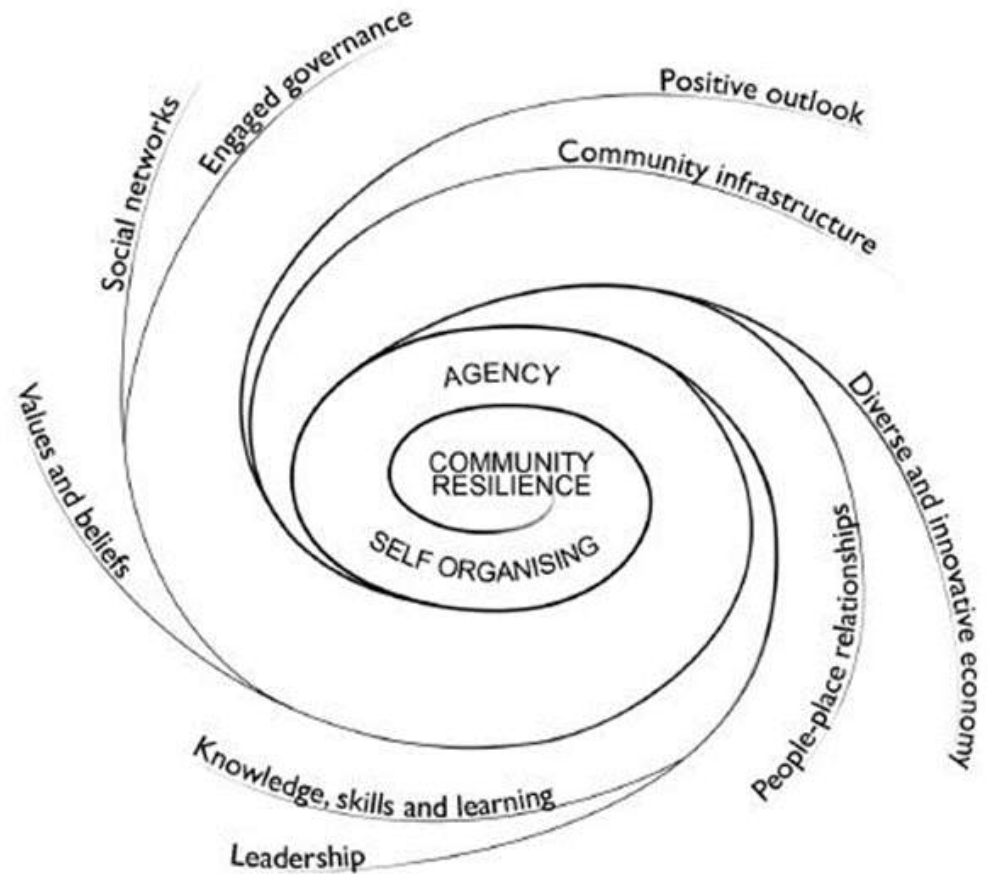 Engaged governance
Social networks
Positive outlook
Community infrastructure
AGENCY
COMMUNITY
RESILIENCE
SELF ORGANISING
Values and beliefs
Diverse and innovative economy
People-place relationships
Knowledge, skills and learning
Leadership